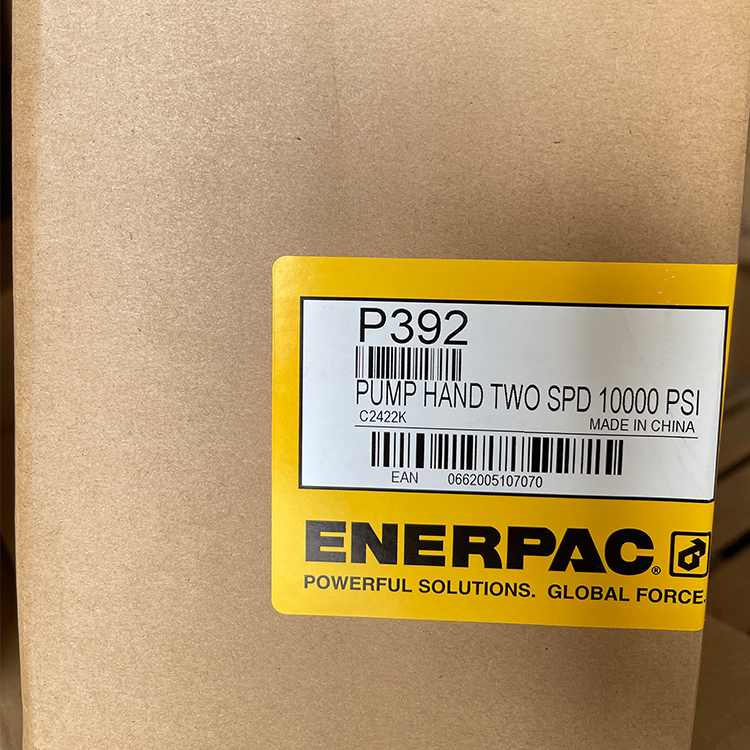 P392
PUMP HAND TWO SPD 10000 PSI
C2422K
MADE IN CHINA
EAN 0662005107070
ENERPAC®
POWERFUL SOLUTIONS. GLOBAL FORCE.